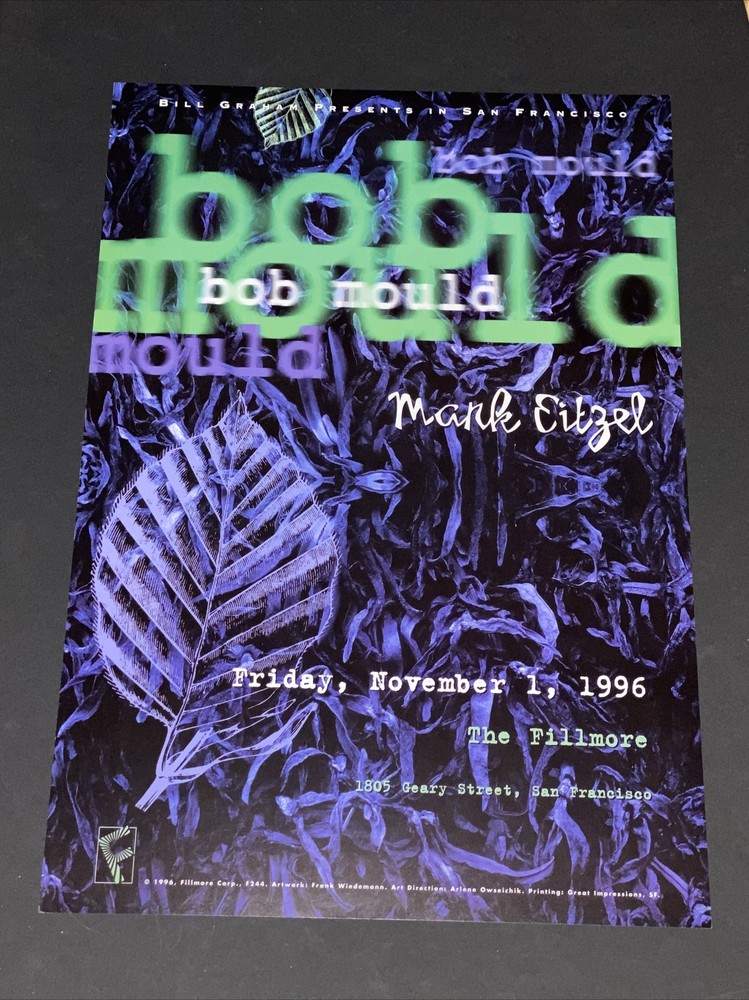 BILL GRAHAM PRESENTS IN SAN FRANCISCO
bob mould
bob
mould
bob mould
mould
Mark Eitzel
Friday, November 1, 1996
The Fillmore
1805 Geary Street, San Francisco
© 1996, Fillmore Corp., F244. Artwork: Frank Wiedemann. Art Direction: Arlene Owseichik. Printing: Great Impressions, SF.